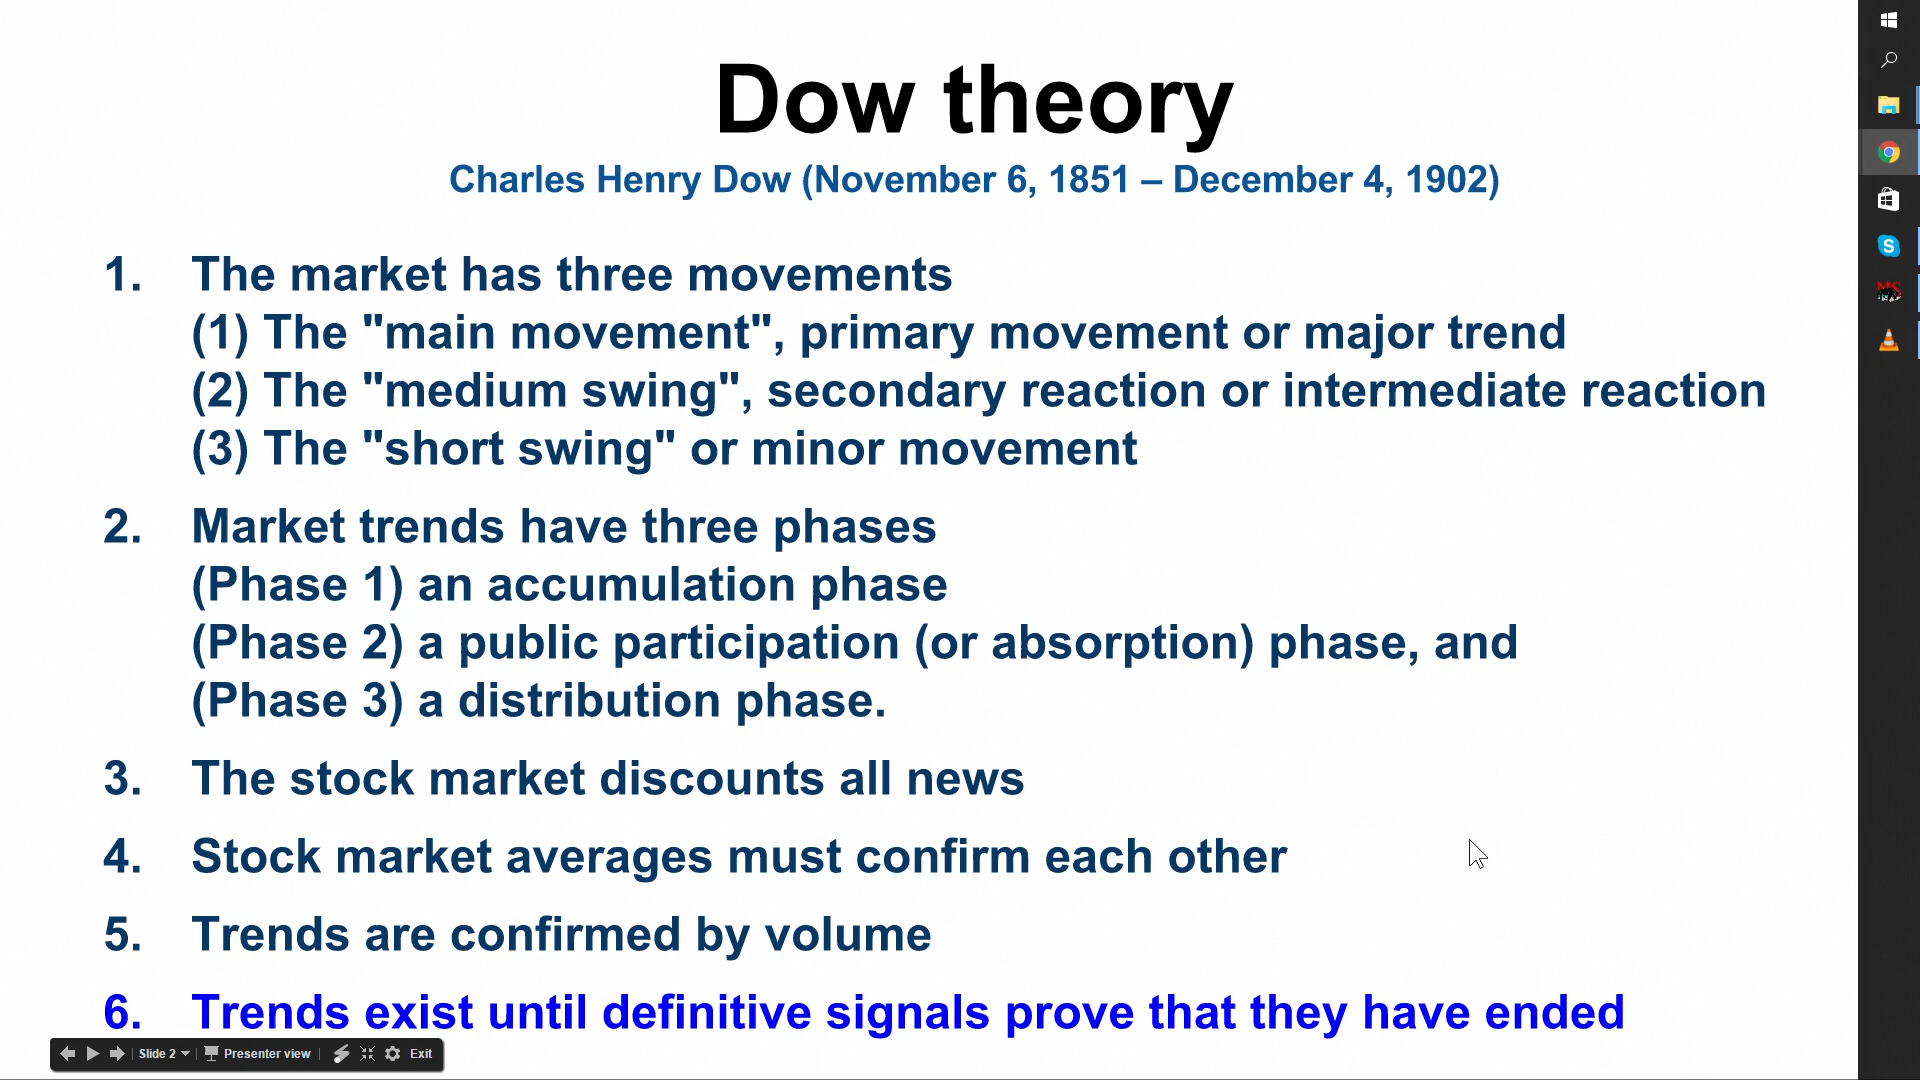 Dow theory
Charles Henry Dow (November 6, 1851 – December 4, 1902)
1. The market has three movements
(1) The "main movement", primary movement or major trend
(2) The "medium swing", secondary reaction or intermediate reaction
(3) The "short swing" or minor movement
2. Market trends have three phases
(Phase 1) an accumulation phase
(Phase 2) a public participation (or absorption) phase, and
(Phase 3) a distribution phase.
3. The stock market discounts all news
4. Stock market averages must confirm each other
5. Trends are confirmed by volume
6. Trends exist until definitive signals prove that they have ended
Slide 2 Presenter view Exit
S
MS